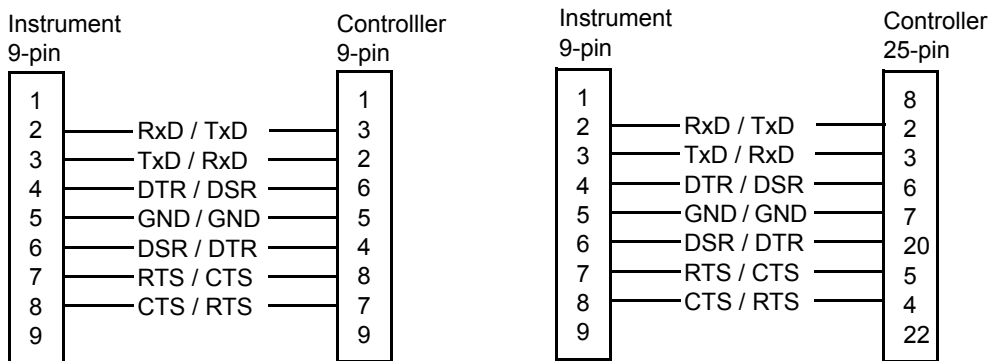 Instrument
9-pin
Controlller
9-pin
1 1
2 RxD / TxD 3
3 TxD / RxD 2
4 DTR / DSR 6
5 GND / GND 5
6 DSR / DTR 4
7 RTS / CTS 8
8 CTS / RTS 7
9 9
Instrument
9-pin
Controller
25-pin
1 8
2 RxD / TxD 2
3 TxD / RxD 3
4 DTR / DSR 6
5 GND / GND 7
6 DSR / DTR 20
7 RTS / CTS 5
8 CTS / RTS 4
9 22